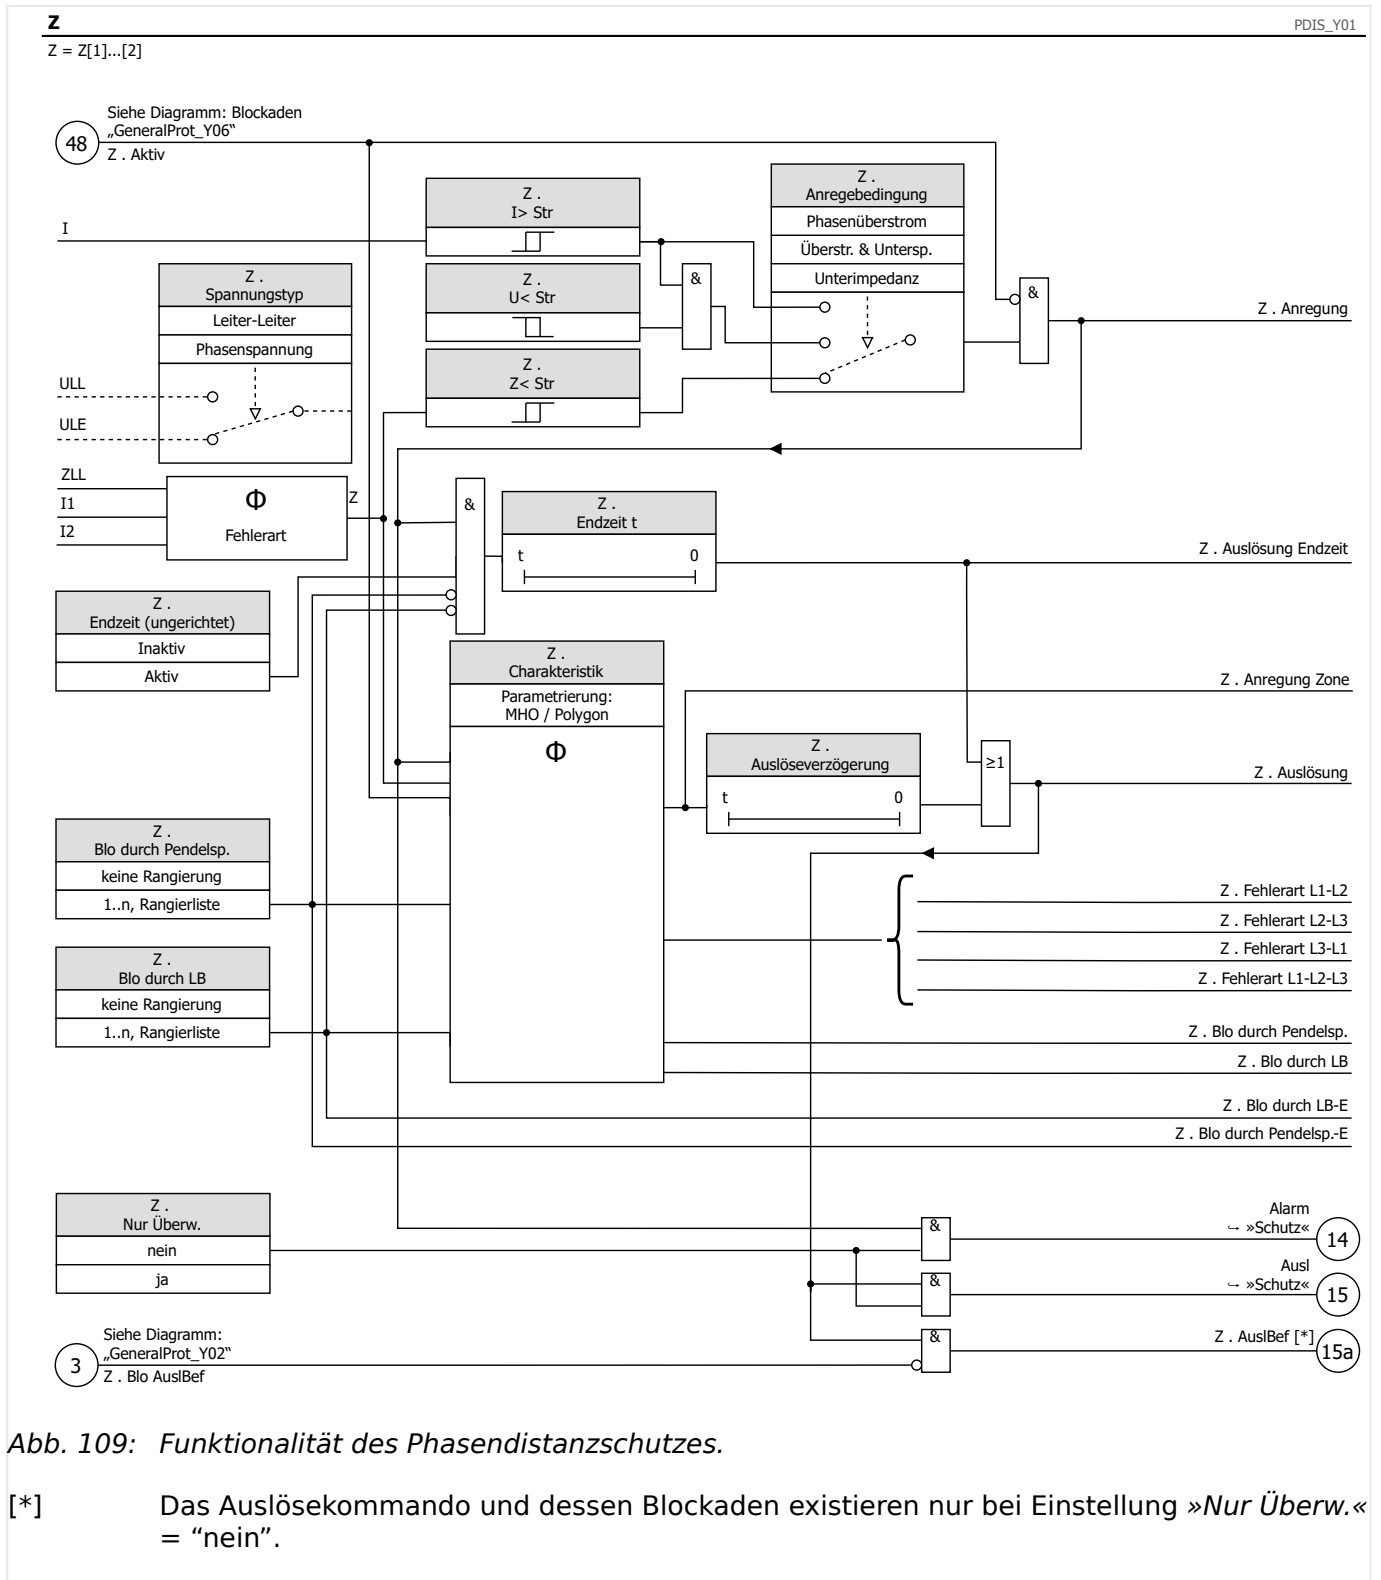 Z
PDIS_Y01
Z = Z[1]...[2]
Siehe Diagramm: Blockaden
„GeneralProt_Y06“
48
Z . Aktiv
Z .
I> Str
I
Z .
Anregebedingung
Phasenüberstrom
Überstr. & Untersp.
Unterimpedanz
Z .
Spannungstyp
Leiter-Leiter
Phasenspannung
ULL
ULE
Z .
U< Str
&
Z .
Z< Str
&
Z . Anregung
ZLL
I1
I2
Φ
Fehlerart
Z
&
Z .
Endzeit t
t
0
Z . Auslösung Endzeit
Z .
Endzeit (ungerichtet)
Inaktiv
Aktiv
Z .
Charakteristik
Parametrierung:
MHO / Polygon
Φ
Z . Anregung Zone
Z .
Auslöseverzögerung
t
0
≥1
Z . Auslösung
Z .
Blo durch Pendelsp.
keine Rangierung
1..n, Rangierliste
Z . Fehlerart L1-L2
Z . Fehlerart L2-L3
Z . Fehlerart L3-L1
Z . Fehlerart L1-L2-L3
Z .
Blo durch LB
keine Rangierung
1..n, Rangierliste
Z . Blo durch Pendelsp.
Z . Blo durch LB
Z . Blo durch LB-E
Z . Blo durch Pendelsp.-E
Z .
Nur Überw.
nein
ja
&
Alarm
↪ »Schutz«
14
&
Ausl
↪ »Schutz«
15
Siehe Diagramm:
„GeneralProt_Y02“
3
Z . Blo AuslBef
&
Z . AuslBef [*]
15a
Abb. 109: Funktionalität des Phasendistanzschutzes.
[*] Das Auslösekommando und dessen Blockaden existieren nur bei Einstellung »Nur Überw.«
= “nein”.